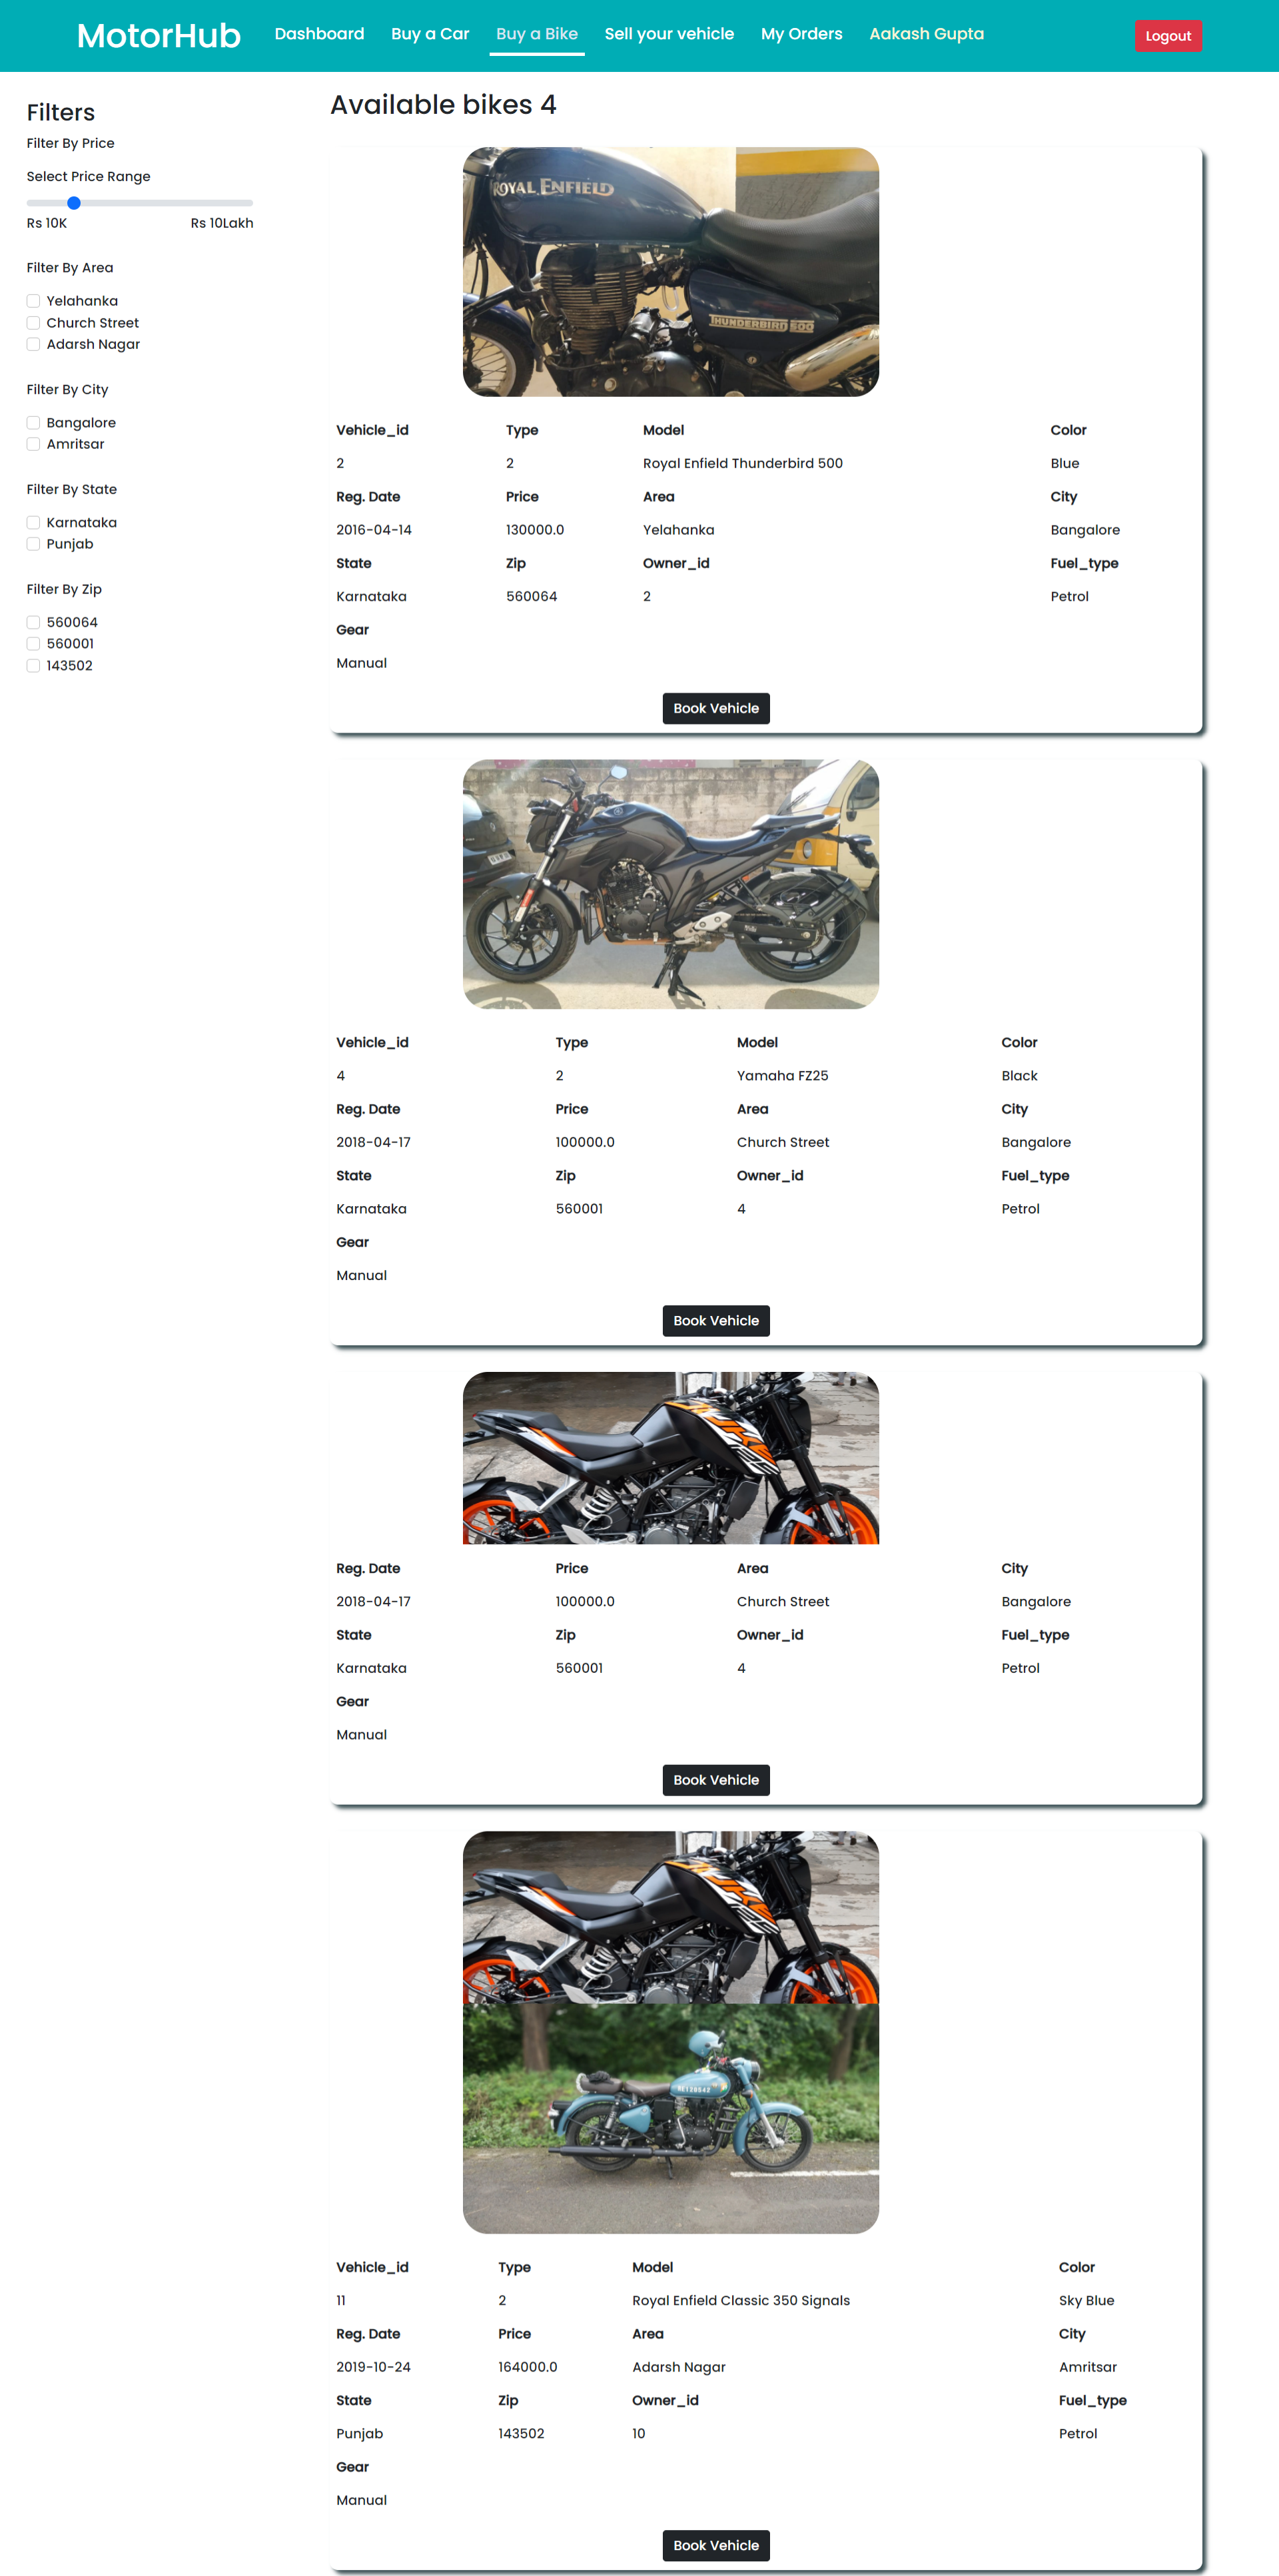 MotorHub Dashboard Buy a Car Buy a Bike Sell your vehicle My Orders Aakash Gupta Logout
Filters
Filter By Price
Select Price Range
Rs 10K Rs 10Lakh
Filter By Area
Yelahanka
Church Street
Adarsh Nagar
Filter By City
Bangalore
Amritsar
Filter By State
Karnataka
Punjab
Filter By Zip
560064
560001
143502
Available bikes 4
ROYAL ENFIELD
THUNDERBIRD 500
Vehicle_id Type Model Color
2 2 Royal Enfield Thunderbird 500 Blue
Reg. Date Price Area City
2016-04-14 130000.0 Yelahanka Bangalore
State Zip Owner_id Fuel_type
Karnataka 560064 2 Petrol
Gear
Manual
Book Vehicle
Vehicle_id Type Model Color
4 2 Yamaha FZ25 Black
Reg. Date Price Area City
2018-04-17 100000.0 Church Street Bangalore
State Zip Owner_id Fuel_type
Karnataka 560001 4 Petrol
Gear
Manual
Book Vehicle
Reg. Date Price Area City
2018-04-17 100000.0 Church Street Bangalore
State Zip Owner_id Fuel_type
Karnataka 560001 4 Petrol
Gear
Manual
Book Vehicle
Vehicle_id Type Model Color
11 2 Royal Enfield Classic 350 Signals Sky Blue
Reg. Date Price Area City
2019-10-24 164000.0 Adarsh Nagar Amritsar
State Zip Owner_id Fuel_type
Punjab 143502 10 Petrol
Gear
Manual
Book Vehicle